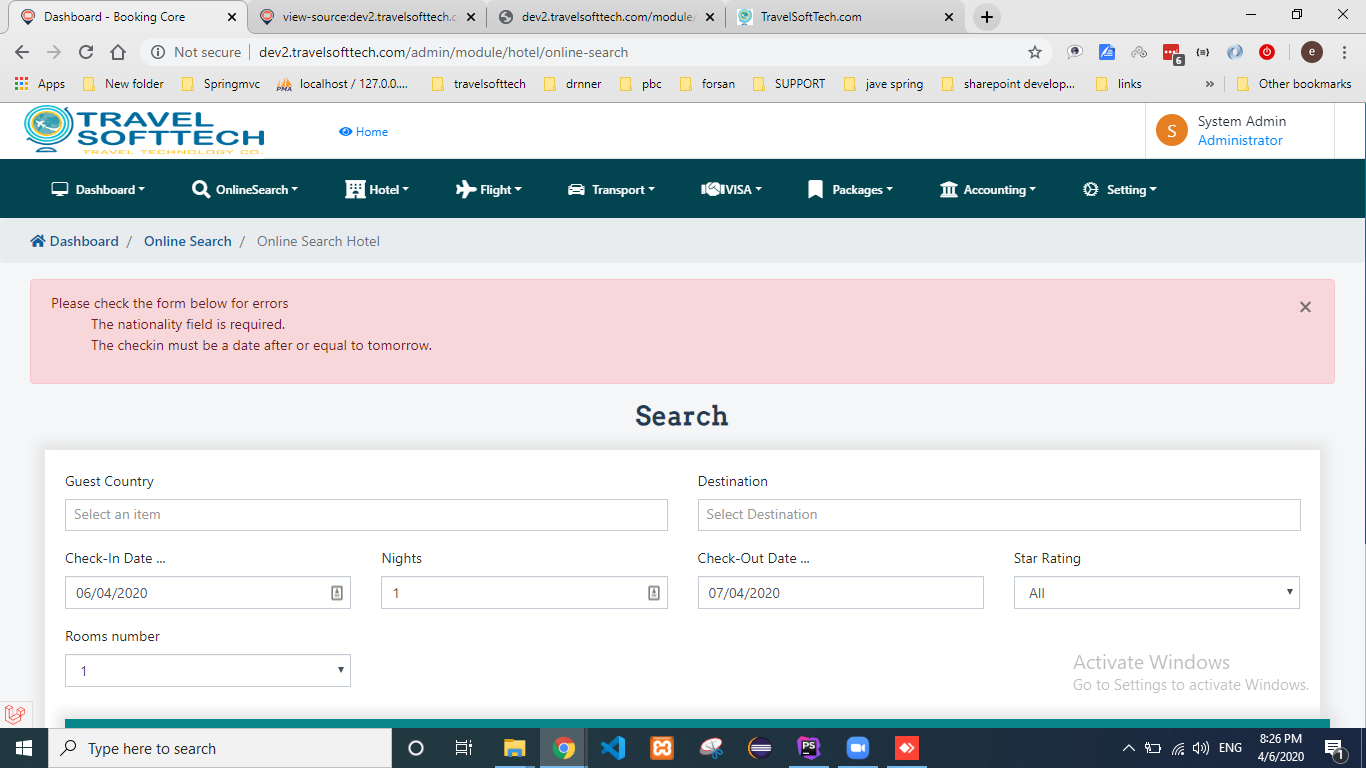 Dashboard - Booking Core
view-source:dev2.travelsofttech.c
dev2.travelsofttech.com/module/
TravelSoftTech.com
Not secure
dev2.travelsofttech.com/admin/module/hotel/online-search
6
e
Apps
New folder
Springmvc
PMA
localhost / 127.0.0....
travelsofttech
drnner
pbc
forsan
SUPPORT
jave spring
sharepoint develop...
links
»
Other bookmarks
TRAVEL
SOFTTECH
TRAVEL TECHNOLOGY CO.
Home
S
System Admin
Administrator
Dashboard
OnlineSearch
Hotel
Flight
Transport
VISA
Packages
Accounting
Setting
Dashboard / Online Search / Online Search Hotel
Please check the form below for errors
The nationality field is required.
The checkin must be a date after or equal to tomorrow.
Search
Guest Country
Destination
Select an item
Select Destination
Check-In Date ...
Nights
Check-Out Date ...
Star Rating
06/04/2020
1
07/04/2020
All
Rooms number
1
Activate Windows
Go to Settings to activate Windows.
Type here to search
PS
ENG
8:26 PM
4/6/2020
1